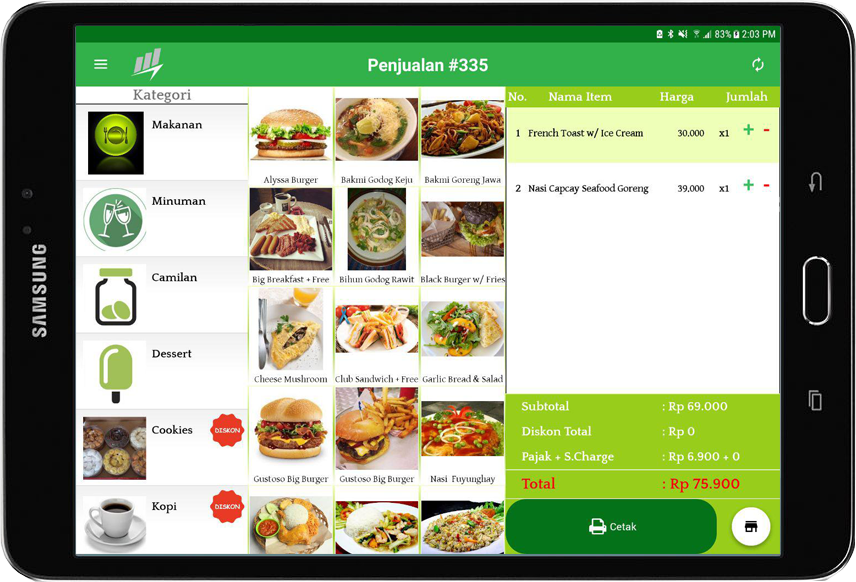 83% 2:03 PM
Penjualan #335
Kategori
Makanan
Minuman
Camilan
Dessert
Cookies
DISKON
Kopi
DISKON
Alyssa Burger
Bakmi Godog Keju
Bakmi Goreng Jawa
Big Breakfast + Free
Bihun Godog Rawit
Black Burger w/ Fries
Cheese Mushroom
Club Sandwich + Free
Garlic Bread & Salad
Gustoso Big Burger
Gustoso Big Burger
Nasi Fuyunghay
No. Nama Item Harga Jumlah
1 French Toast w/ Ice Cream 30.000 x1 + -
2 Nasi Capcay Seafood Goreng 39.000 x1 + -
Subtotal : Rp 69.000
Diskon Total : Rp 0
Pajak + S.Charge : Rp 6.900 + 0
Total : Rp 75.900
Cetak
SAMSUNG